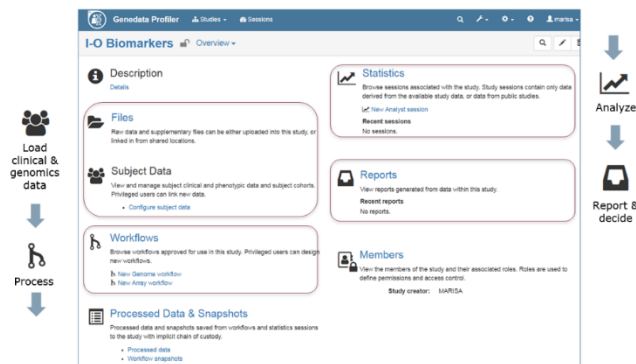 Genedata Profiler Studies Sessions marisa
I-O Biomarkers Overview
Description
Details
Files
Raw data and supplementary files can be either uploaded into this study, or
linked in from shared locations.
Subject Data
View and manage subject clinical and phenotypic data and subject cohorts.
Privileged users can link new data.
Configure subject data
Workflows
Browse workflows approved for use in this study. Privileged users can design
new workflows.
New Genome workflow
New Array workflow
Processed Data & Snapshots
Processed data and snapshots saved from workflows and statistics sessions
to the study with implicit chain of custody.
Processed data
Workflow snapshots
Statistics
Browse sessions associated with the study. Study sessions contain only data
derived from the available study data, or data from public studies.
New Analyst session
Recent sessions
No sessions.
Reports
View reports generated from data within this study.
Recent reports
No reports.
Members
View the members of the study and their associated roles. Roles are used to
define permissions and access control.
Study creator: MARISA
Load
clinical &
genomics
data
Process
Analyze
Report &
decide